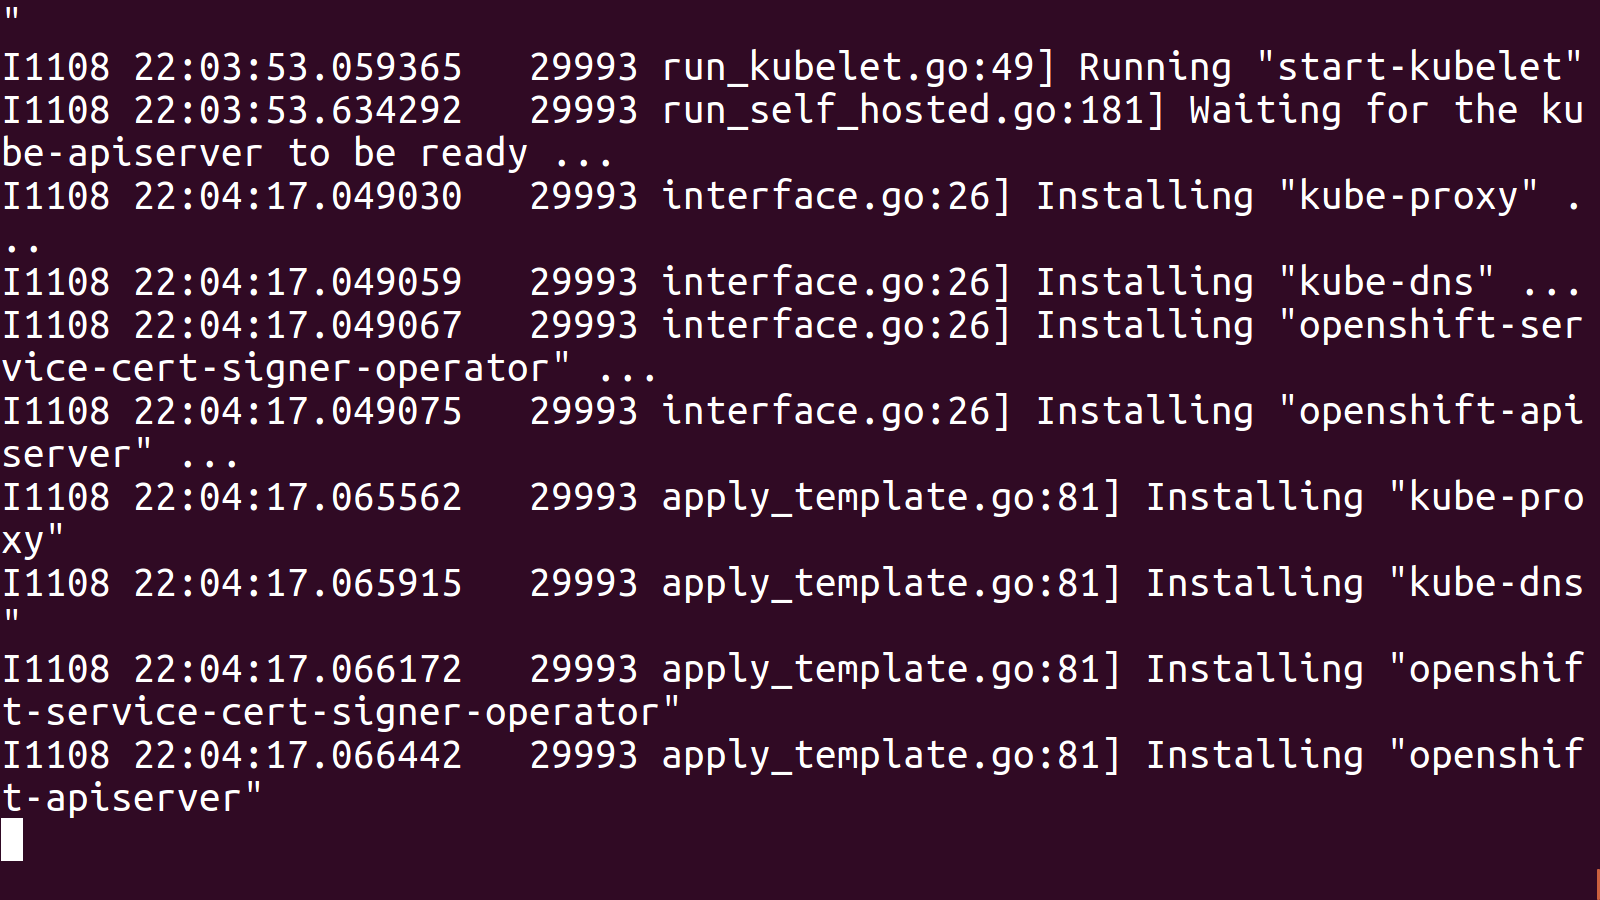 "
I1108 22:03:53.059365   29993 run_kubelet.go:49] Running "start-kubelet"
I1108 22:03:53.634292   29993 run_self_hosted.go:181] Waiting for the ku
be-apiserver to be ready ...
I1108 22:04:17.049030   29993 interface.go:26] Installing "kube-proxy" .
..
I1108 22:04:17.049059   29993 interface.go:26] Installing "kube-dns" ...
I1108 22:04:17.049067   29993 interface.go:26] Installing "openshift-ser
vice-cert-signer-operator" ...
I1108 22:04:17.049075   29993 interface.go:26] Installing "openshift-api
server" ...
I1108 22:04:17.065562   29993 apply_template.go:81] Installing "kube-pro
xy"
I1108 22:04:17.065915   29993 apply_template.go:81] Installing "kube-dns
"
I1108 22:04:17.066172   29993 apply_template.go:81] Installing "openshif
t-service-cert-signer-operator"
I1108 22:04:17.066442   29993 apply_template.go:81] Installing "openshif
t-apiserver"